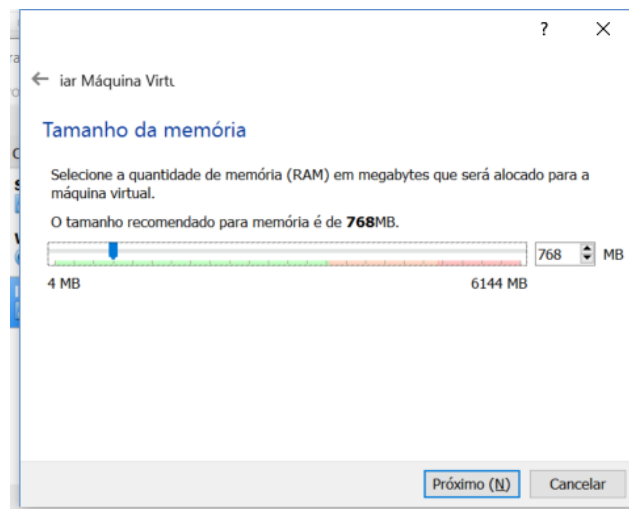 ?
iar Máquina Virtu
Tamanho da memória
Selecione a quantidade de memória (RAM) em megabytes que será alocado para a
máquina virtual.
O tamanho recomendado para memória é de 768MB.
768 MB
4 MB 6144 MB
Próximo (N) Cancelar